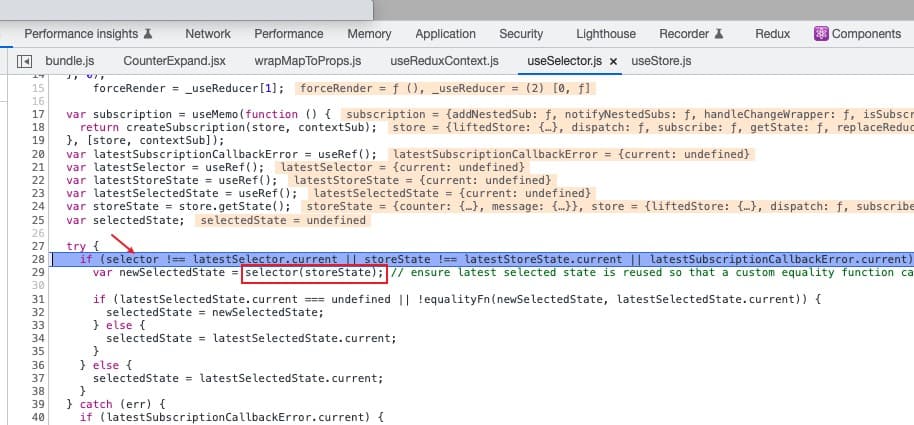 Performance insights Network Performance Memory Application Security Lighthouse Recorder Redux Components
bundle.js CounterExpand.jsx wrapMapToProps.js useReduxContext.js useSelector.js × useStore.js
14 }, 0),
15 forceRender = _useReducer[1]; forceRender = ƒ (), _useReducer = (2) [0, ƒ]
16
17 var subscription = useMemo(function () { subscription = {addNestedSub: ƒ, notifyNestedSubs: ƒ, handleChangeWrapper: ƒ, isSubscr
18 return createSubscription(store, contextSub); store = {liftedStore: {…}, dispatch: ƒ, subscribe: ƒ, getState: ƒ, replaceReduc
19 }, [store, contextSub]);
20 var latestSubscriptionCallbackError = useRef(); latestSubscriptionCallbackError = {current: undefined}
21 var latestSelector = useRef(); latestSelector = {current: undefined}
22 var latestStoreState = useRef(); latestStoreState = {current: undefined}
23 var latestSelectedState = useRef(); latestSelectedState = {current: undefined}
24 var storeState = store.getState(); storeState = {counter: {…}, message: {…}}, store = {liftedStore: {…}, dispatch: ƒ, subscribe
25 var selectedState; selectedState = undefined
26
27 try {
28 if (selector !== latestSelector.current || storeState !== latestStoreState.current || latestSubscriptionCallbackError.current)
29 var newSelectedState = selector(storeState); // ensure latest selected state is reused so that a custom equality function ca
30
31 if (latestSelectedState.current === undefined || !equalityFn(newSelectedState, latestSelectedState.current)) {
32 selectedState = newSelectedState;
33 } else {
34 selectedState = latestSelectedState.current;
35 }
36 } else {
37 selectedState = latestSelectedState.current;
38 }
39 } catch (err) {
40 if (latestSubscriptionCallbackError.current) {